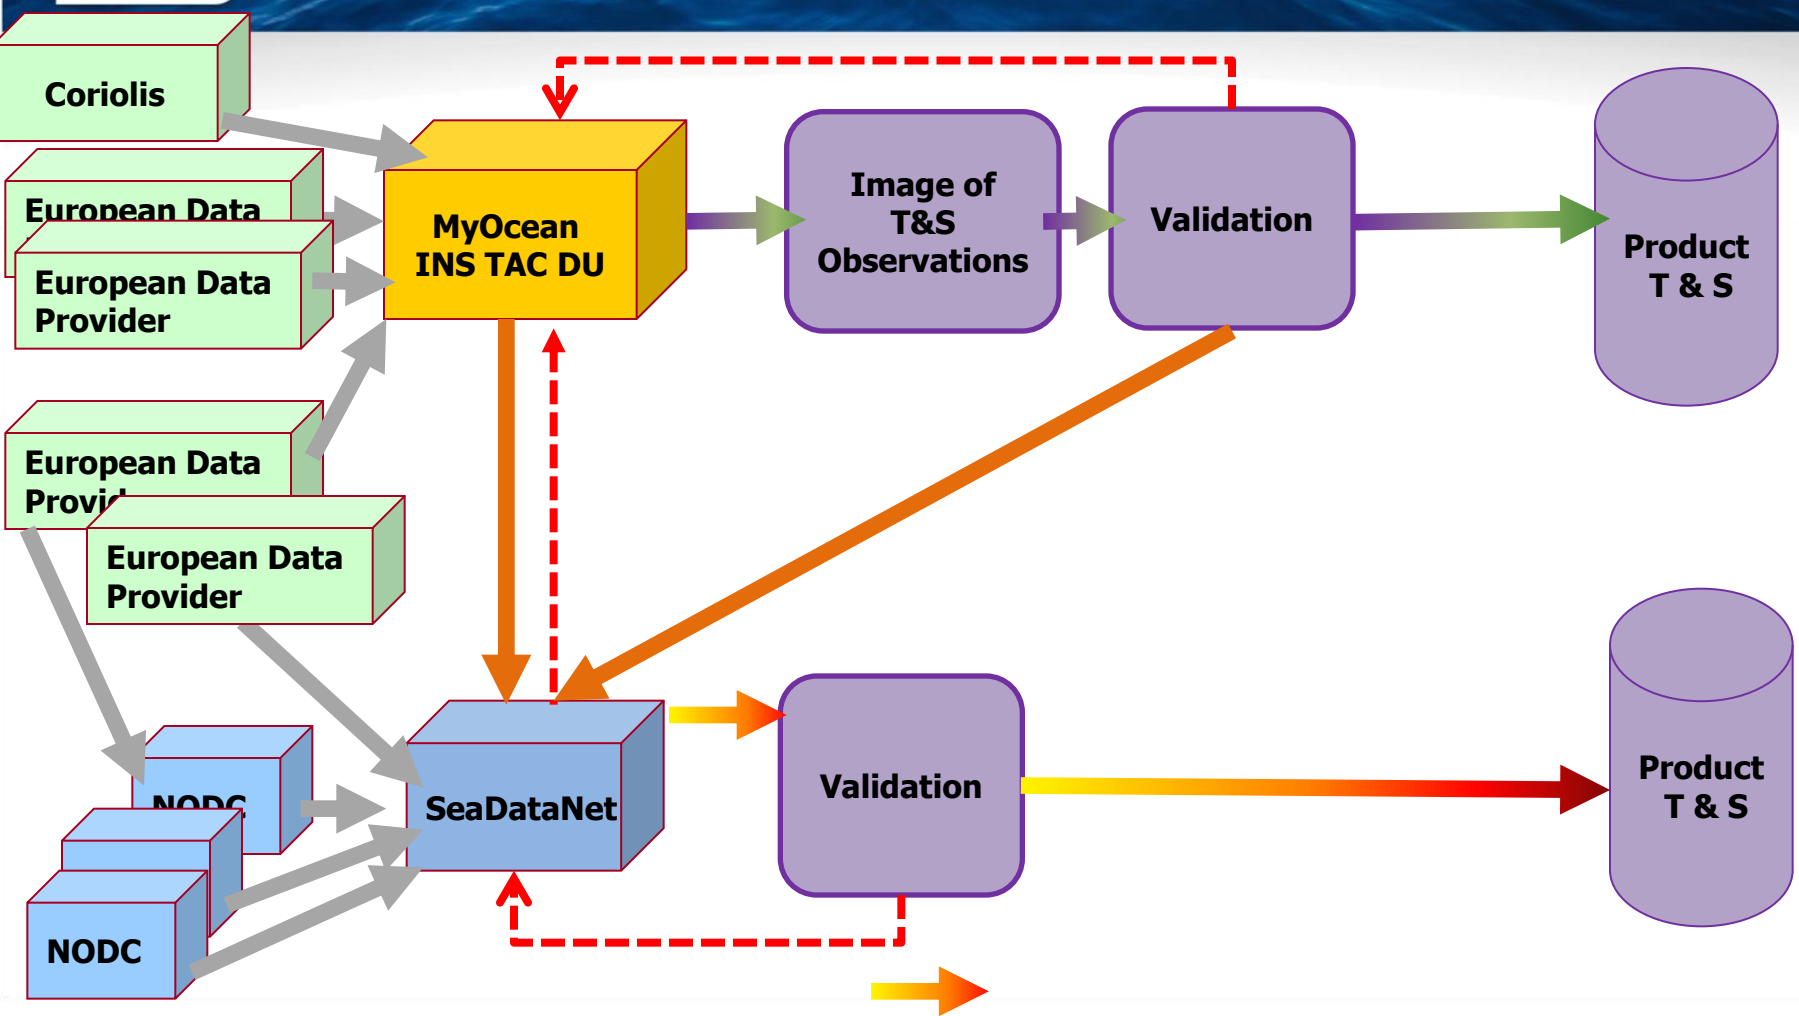 Coriolis
European Data
European Data
Provider
MyOcean
INS TAC DU
Image of
T&S
Observations
Validation
Product
T & S
European Data
European Data
Provider
NODC
NODC
SeaDataNet
Validation
Product
T & S